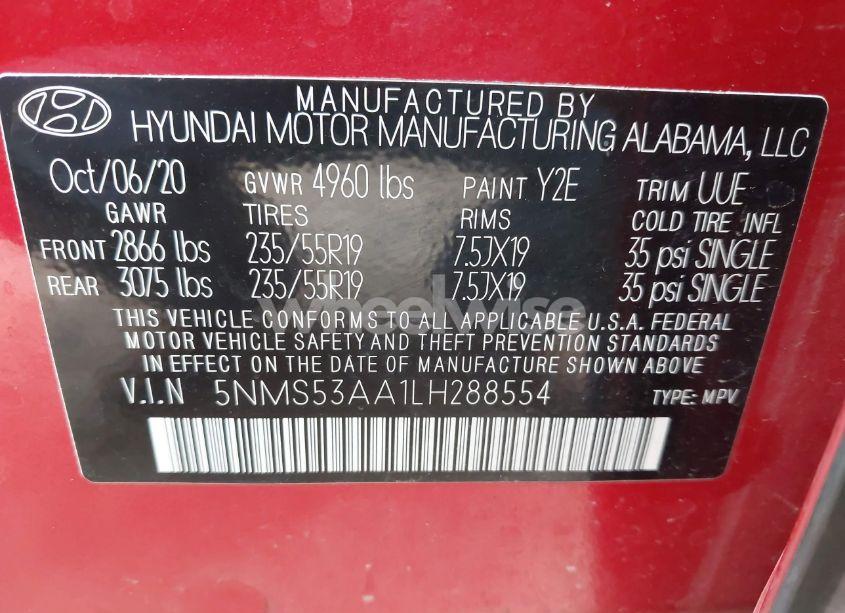 MANUFACTURED BY
HYUNDAI MOTOR MANUFACTURING ALABAMA, LLC
Oct/06/20 GVWR 4960 lbs PAINT Y2E TRIM UUE
GAWR TIRES RIMS COLD TIRE INFL
FRONT 2866 lbs 235/55R19 7.5JX19 35 psi SINGLE
REAR 3075 lbs 235/55R19 7.5JX19 35 psi SINGLE
wheelwise
THIS VEHICLE CONFORMS TO ALL APPLICABLE U.S.A. FEDERAL
MOTOR VEHICLE SAFETY AND THEFT PREVENTION STANDARDS
IN EFFECT ON THE DATE OF MANUFACTURE SHOWN ABOVE.
V.I.N 5NMS53AA1LH288554 TYPE: MPV